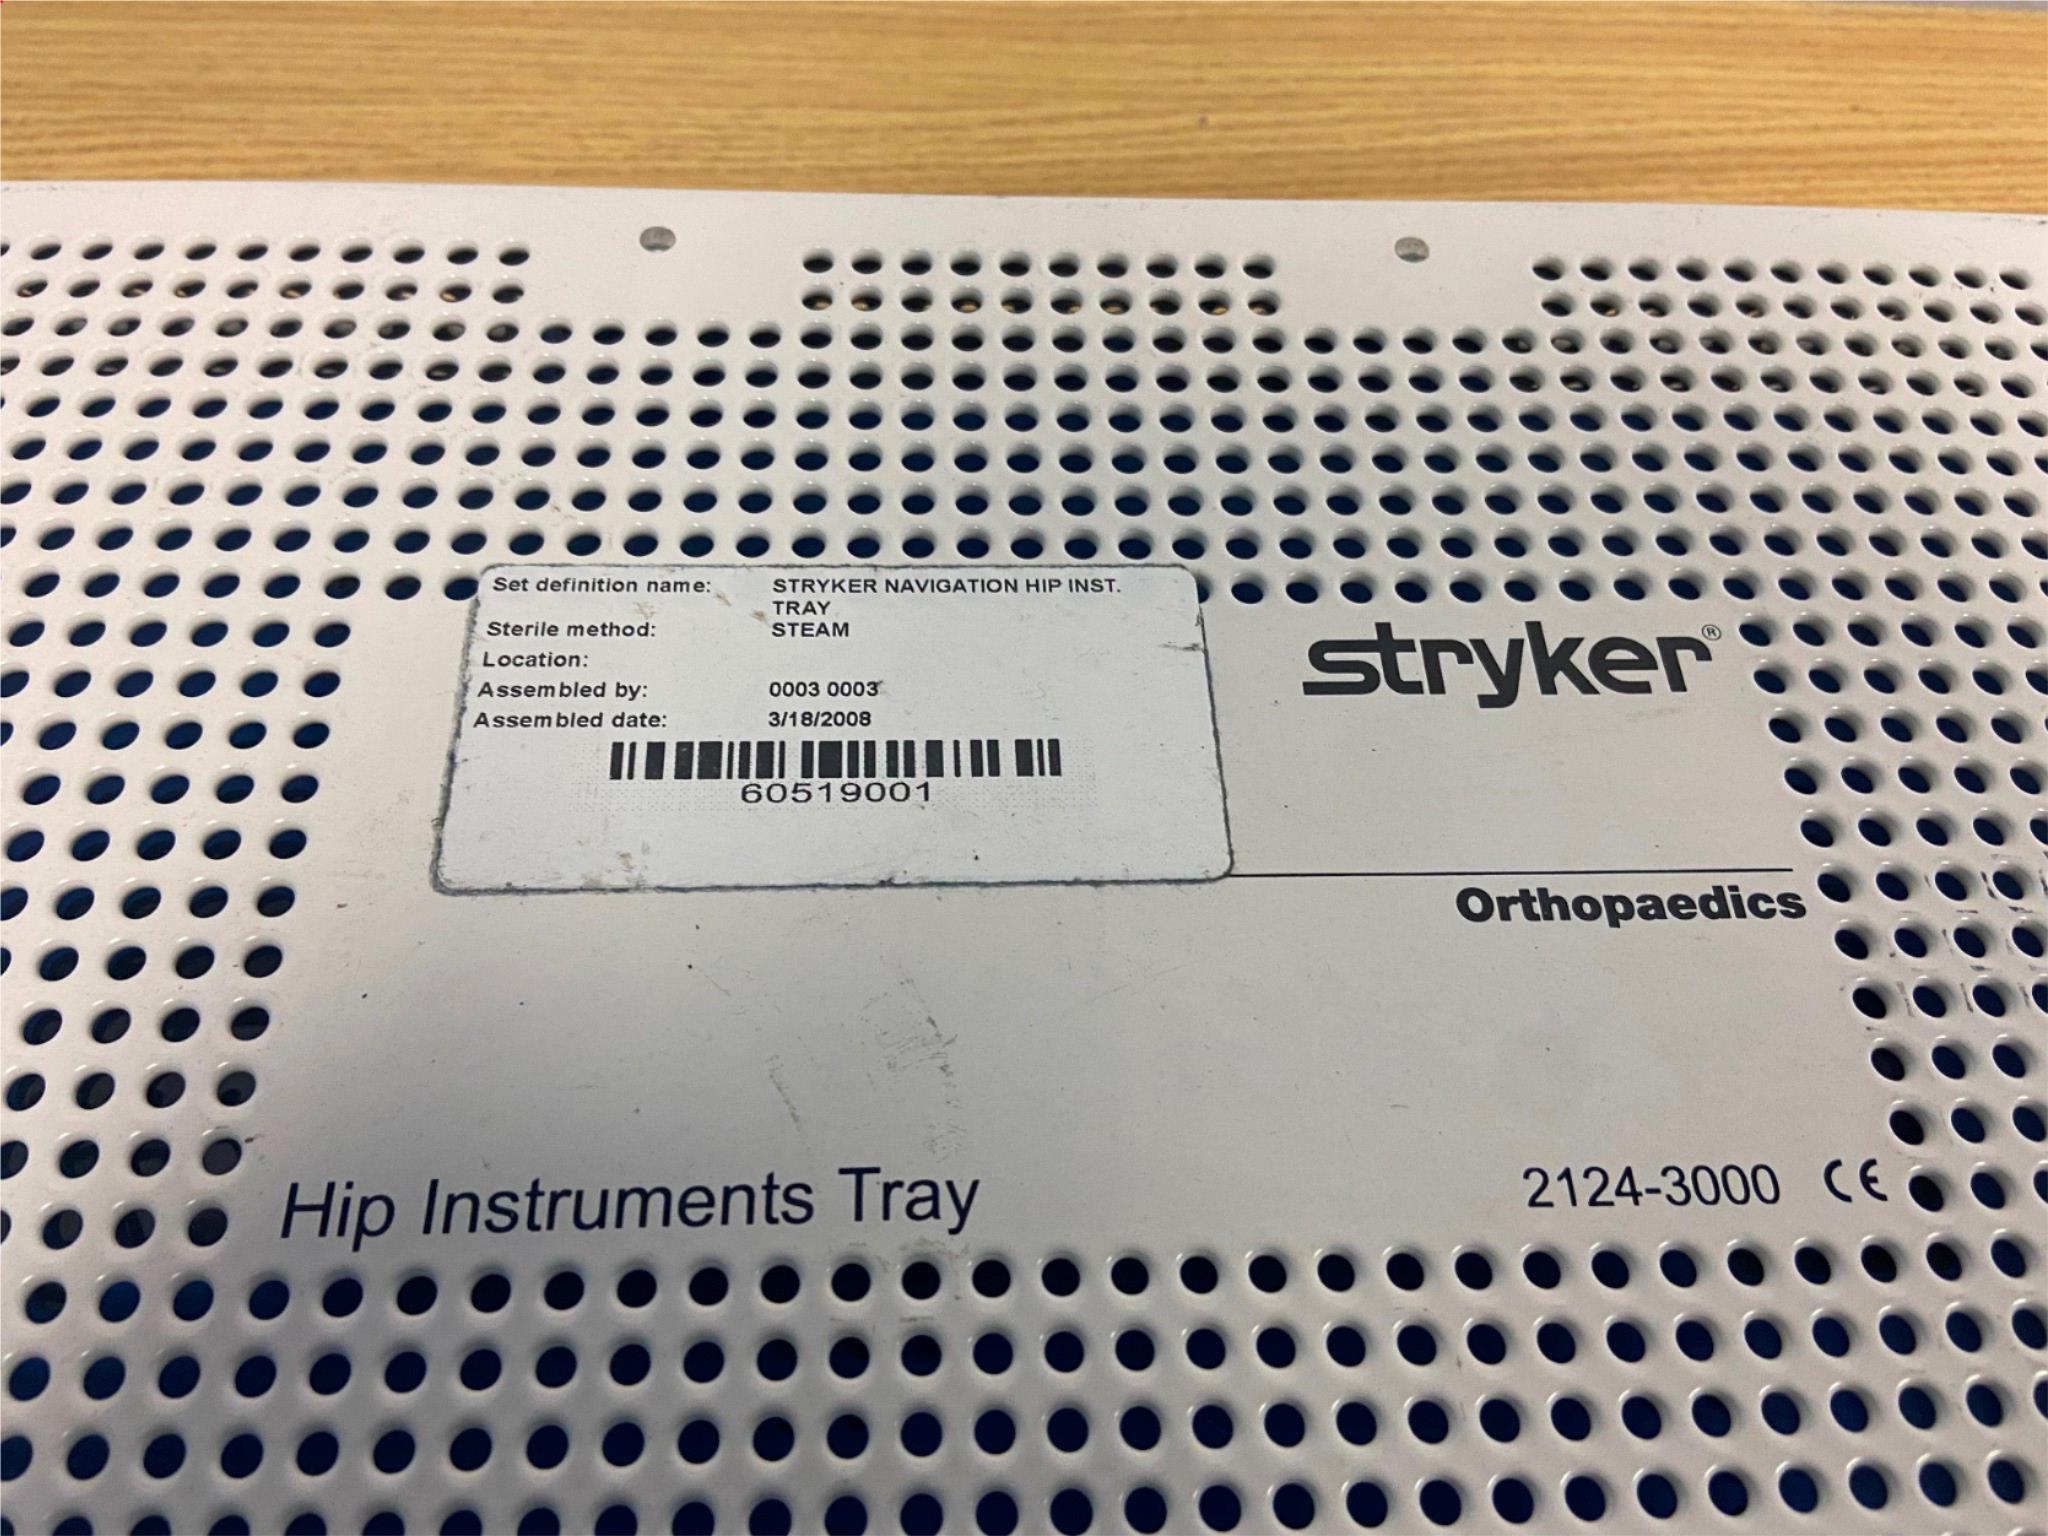 Set definition name: STRYKER NAVIGATION HIP INST.
TRAY
Sterile method: STEAM
Location:
Assembled by: 0003 0003
Assembled date: 3/18/2008
60519001
stryker®
Orthopaedics
Hip Instruments Tray
2124-3000 CE